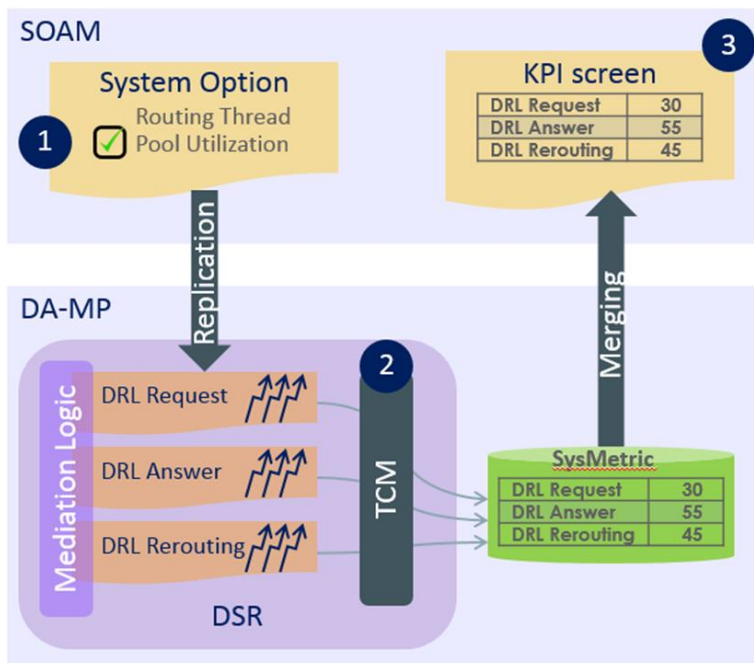 SOAM
System Option
Routing Thread
Pool Utilization
1
Replication
3
KPI screen
DRL Request 30
DRL Answer 55
DRL Rerouting 45
Merging
DA-MP
Mediation Logic
DRL Request
DRL Answer
DRL Rerouting
DSR
2
TCM
SysMetric
DRL Request 30
DRL Answer 55
DRL Rerouting 45